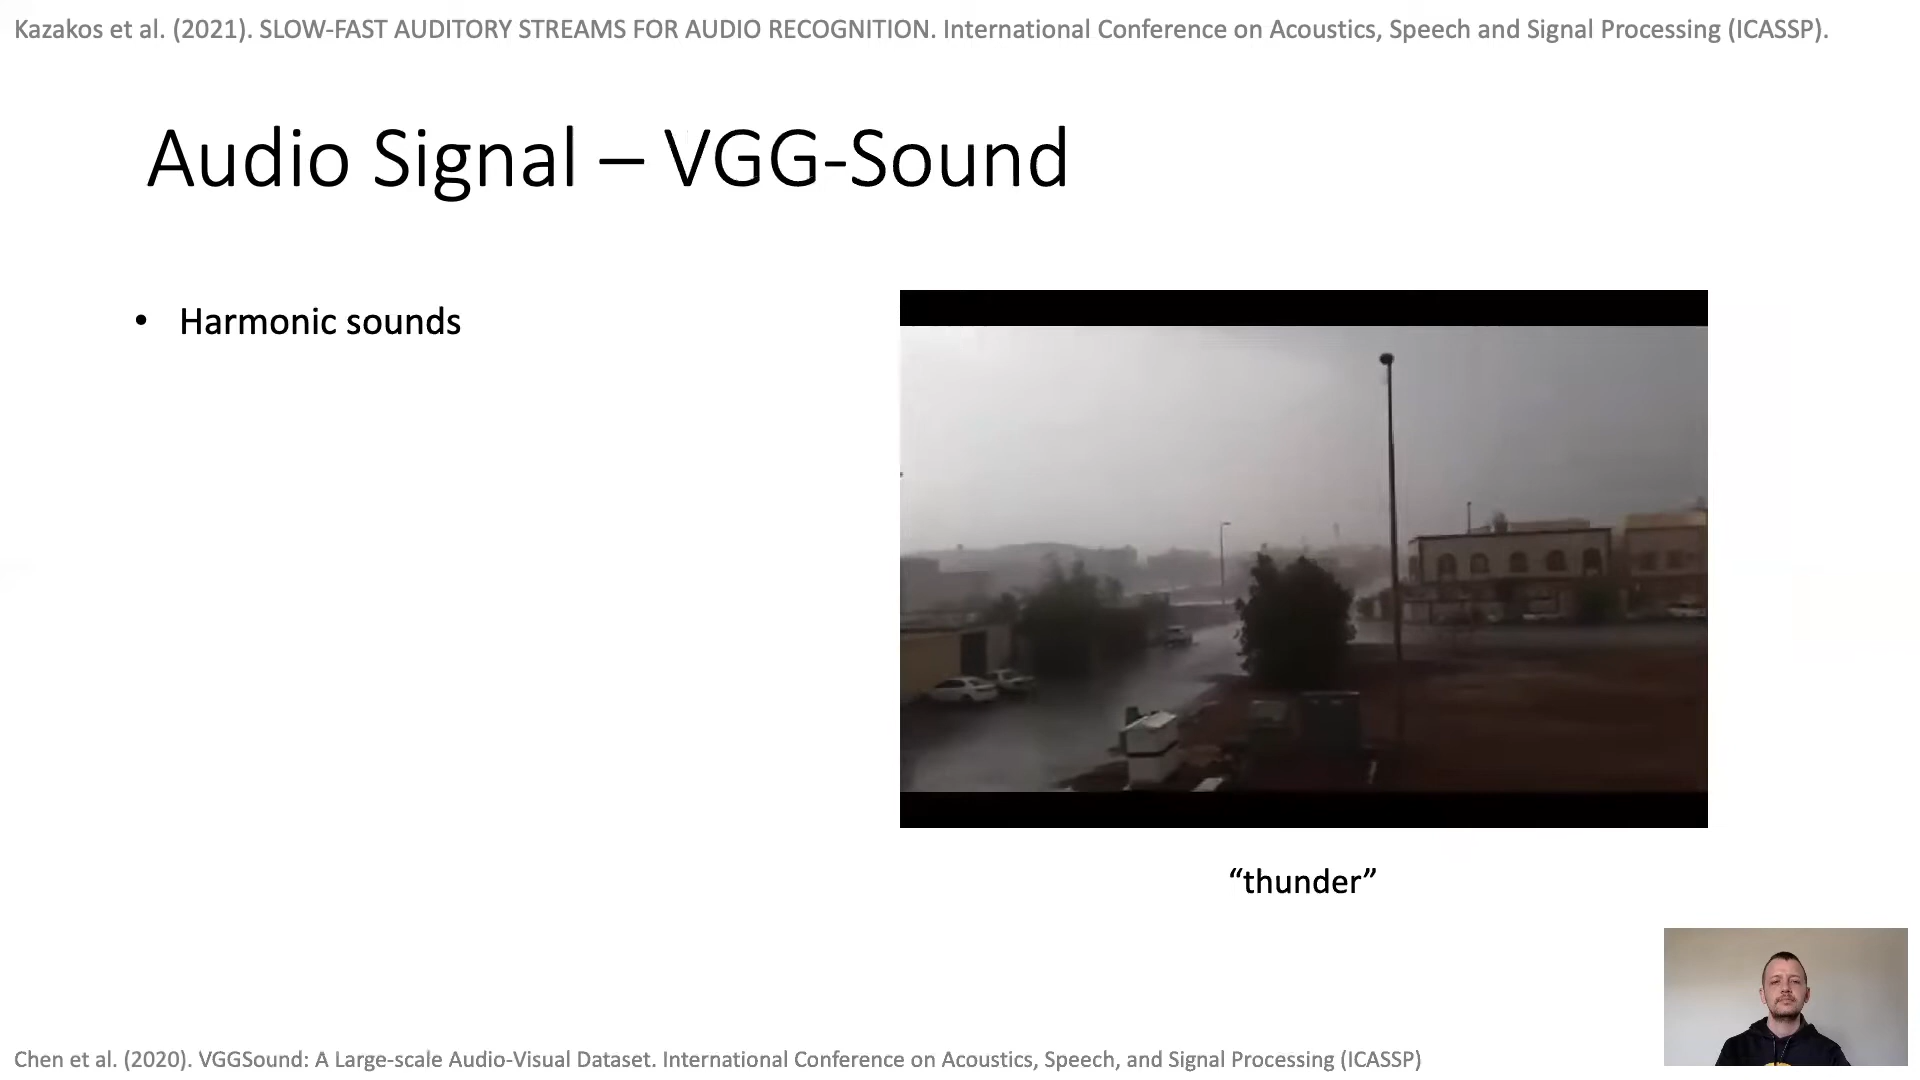 Kazakos et al. (2021). SLOW-FAST AUDITORY STREAMS FOR AUDIO RECOGNITION. International Conference on Acoustics, Speech and Signal Processing (ICASSP).
Audio Signal – VGG-Sound
• Harmonic sounds
“thunder”
Chen et al. (2020). VGGSound: A Large-scale Audio-Visual Dataset. International Conference on Acoustics, Speech, and Signal Processing (ICASSP)